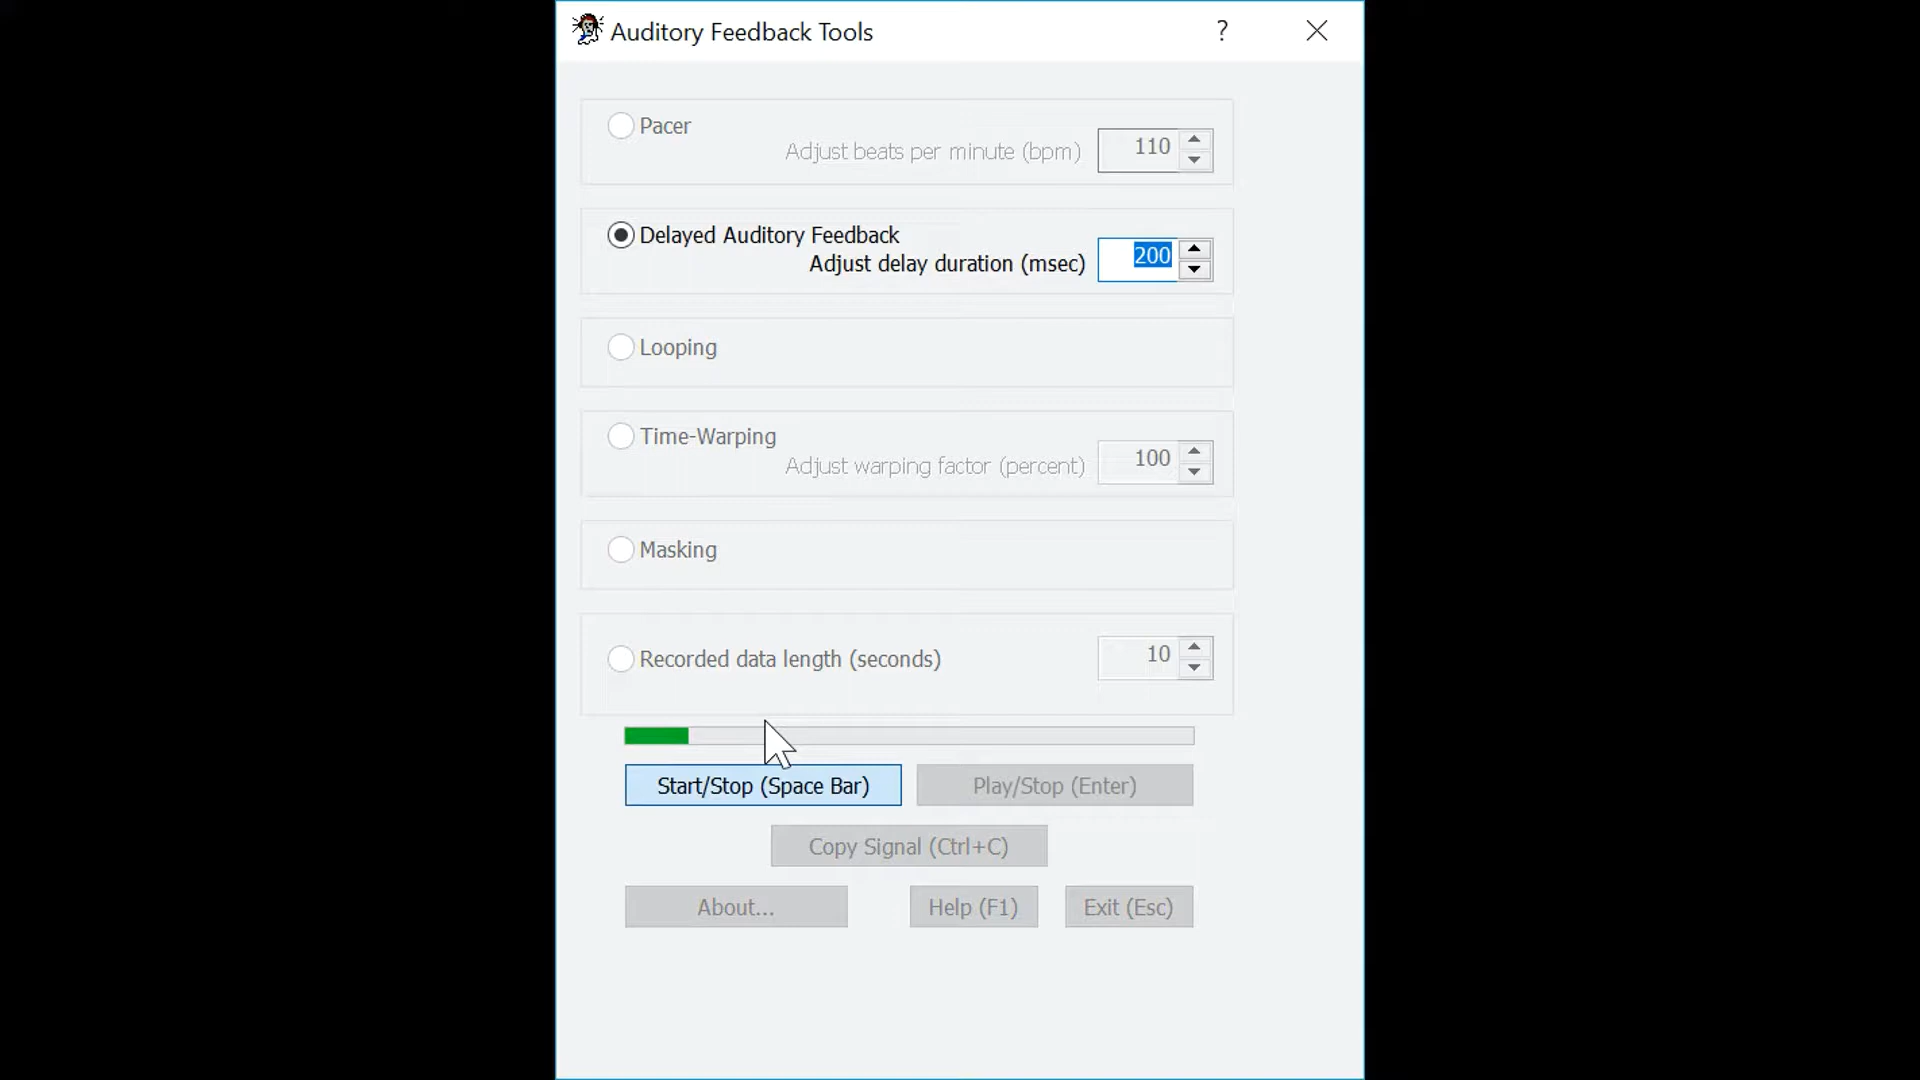 Auditory Feedback Tools
?
Pacer
Adjust beats per minute (bpm)
110
Delayed Auditory Feedback
Adjust delay duration (msec)
200
Looping
Time-Warping
Adjust warping factor (percent)
100
Masking
Recorded data length (seconds)
10
Start/Stop (Space Bar)
Play/Stop (Enter)
Copy Signal (Ctrl+C)
About...
Help (F1)
Exit (Esc)